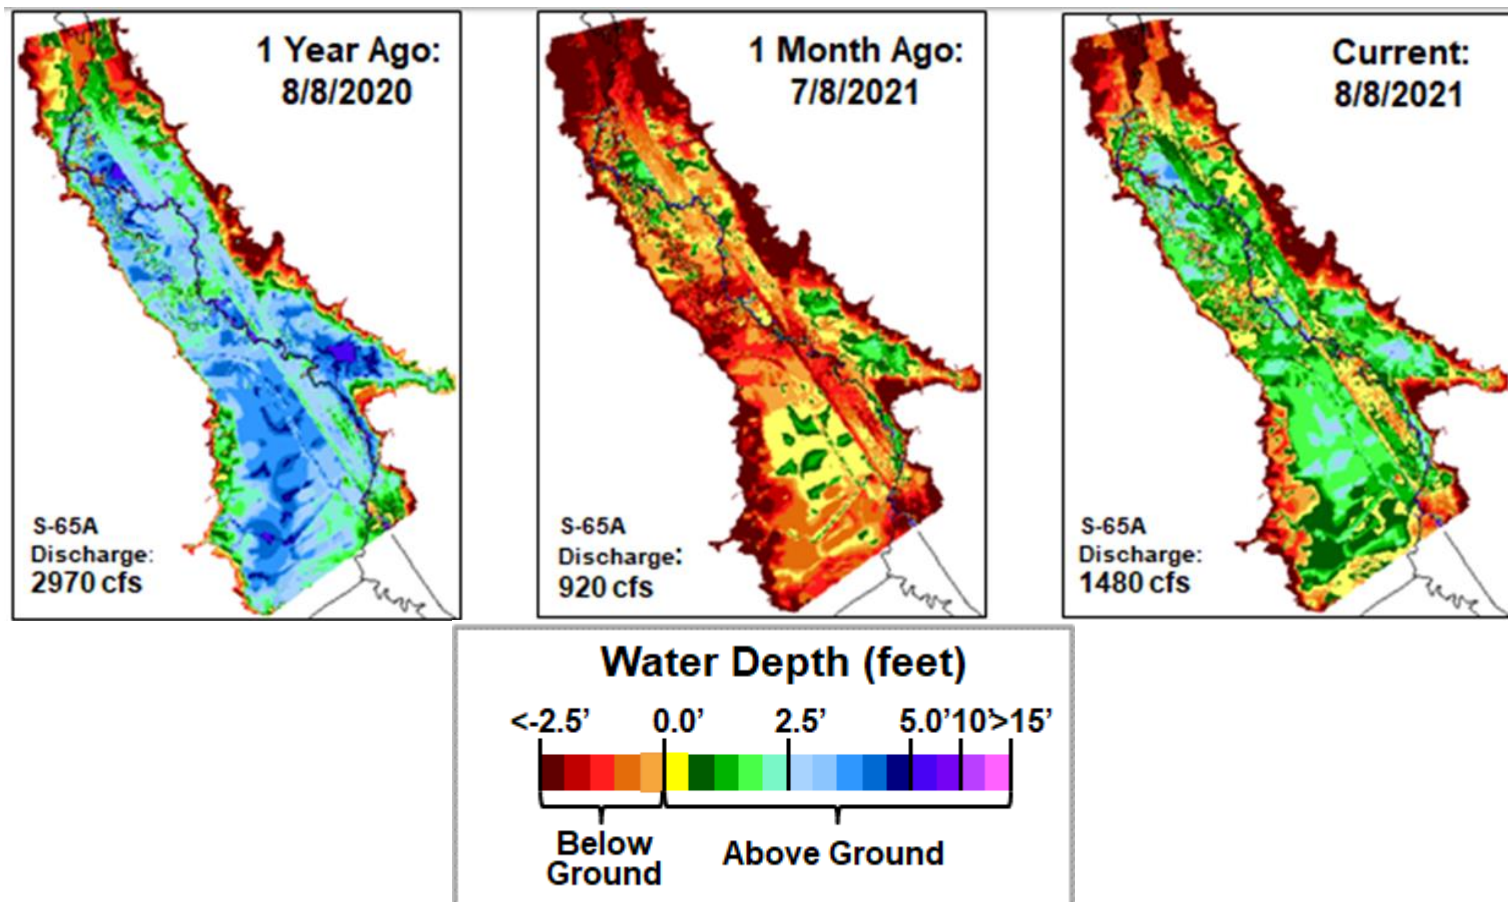 1 Year Ago:
8/8/2020
S-65A
Discharge:
2970 cfs
1 Month Ago:
7/8/2021
S-65A
Discharge:
920 cfs
Current:
8/8/2021
S-65A
Discharge:
1480 cfs
Water Depth (feet)
<-2.5’ 0.0’ 2.5’ 5.0’10’>15’
Below
Ground
Above Ground